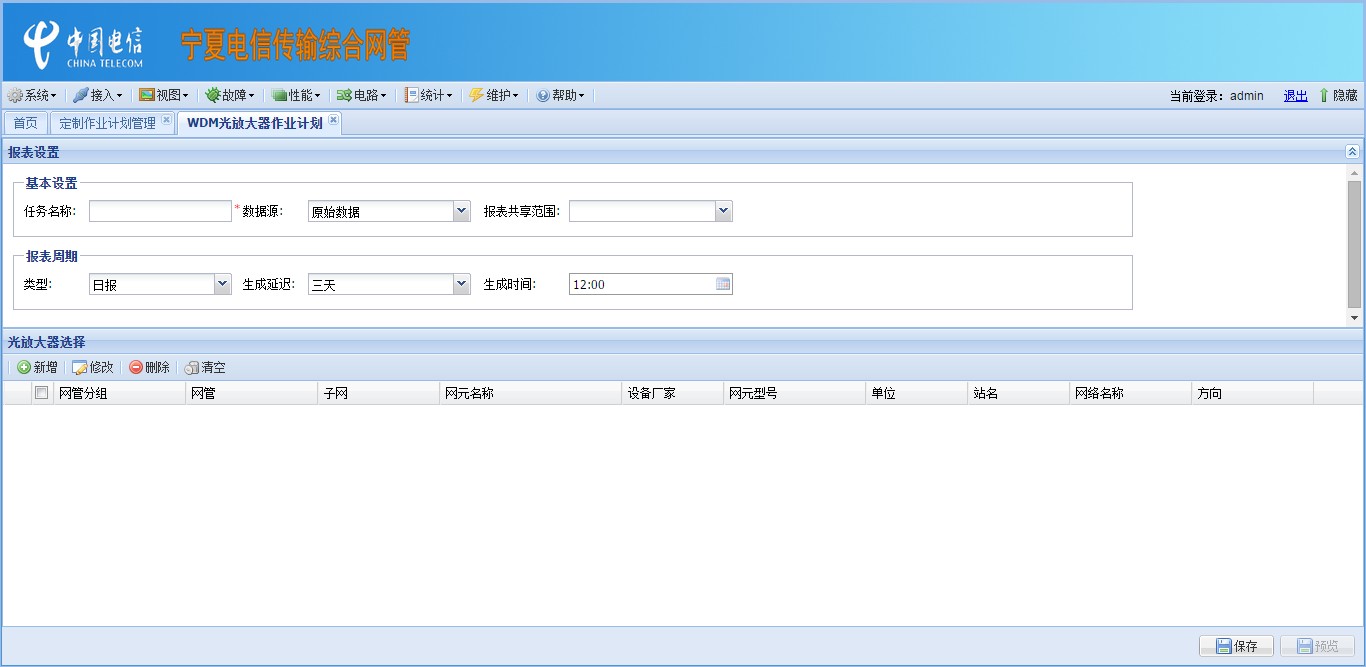 中国电信
CHINA TELECOM
宁夏电信传输综合网管
系统 接入 视图 故障 性能 电路 统计 维护 帮助 当前登录: admin 退出 隐藏
首页 定制作业计划管理 WDM光放大器作业计划
报表设置
基本设置
任务名称: * 数据源: 原始数据 报表共享范围:
报表周期
类型: 日报 生成延迟: 三天 生成时间: 12:00
光放大器选择
新增 修改 删除 清空
网管分组 网管 子网 网元名称 设备厂家 网元型号 单位 站名 网络名称 方向
保存 预览